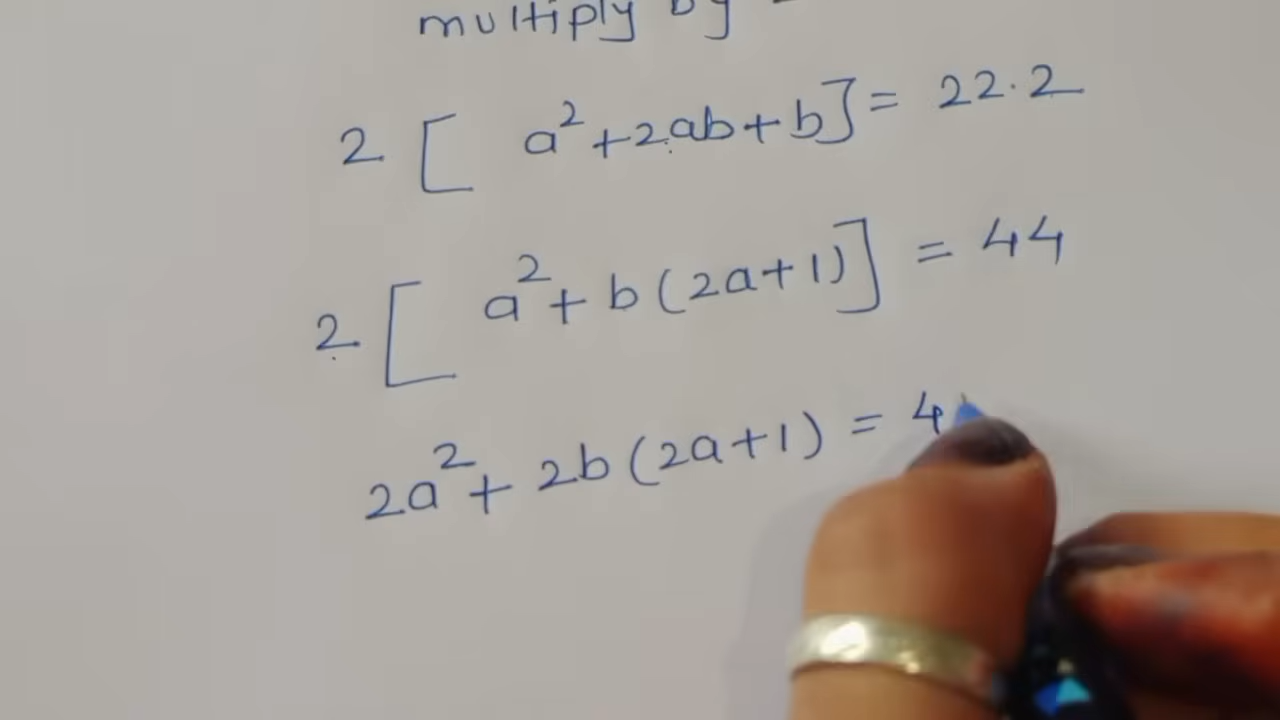 multiply by
2 [ a² + 2ab + b ] = 22.2
2 [ a² + b (2a + 1) ] = 44
2a² + 2b (2a + 1) = 4